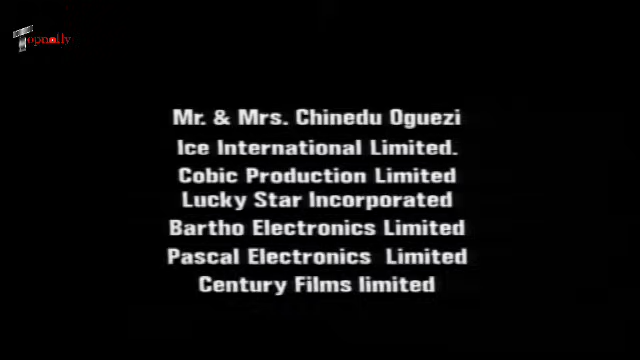 Topnolly
Mr. & Mrs. Chinedu Oguezi
Ice International Limited.
Cobic Production Limited
Lucky Star Incorporated
Bartho Electronics Limited
Pascal Electronics Limited
Century Films limited